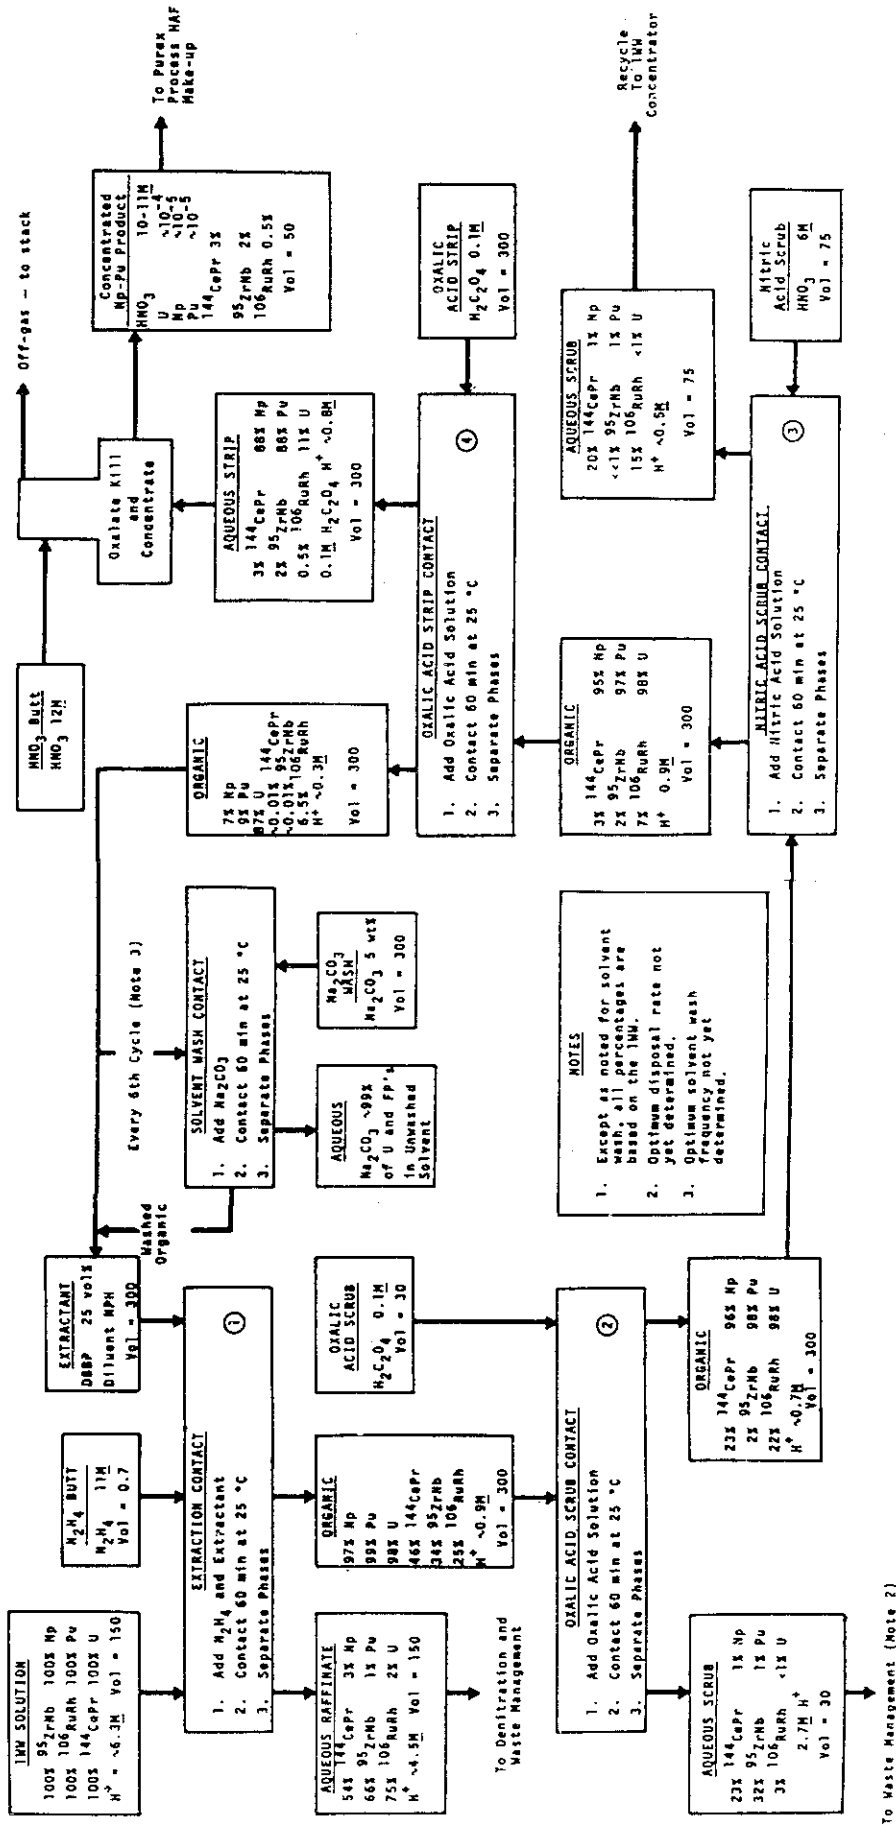 1WW SOLUTION
100% 95ZrNb 100% Np
100% 106RuRh 100% Pu
100% 144CePr 100% U
H+ = ~6.3M Vol = 150
N2H4 BUTT
N2H4 11M
Vol = 0.7
EXTRACTANT
DBBP 25 vol%
Diluent NPH
Vol = 300
EXTRACTION CONTACT
1. Add N2H4 and Extractant
2. Contact 60 min at 25 °C
3. Separate Phases
1
AQUEOUS RAFFINATE
54% 144CePr 3% Np
66% 95ZrNb 1% Pu
75% 106RuRh 2% U
H+ ~4.5M Vol = 150
To Denitration and
Waste Management
ORGANIC
97% Np
99% Pu
98% U
46% 144CePr
34% 95ZrNb
25% 106RuRh
H+ ~0.9M
Vol = 300
OXALIC
ACID SCRUB
H2C2O4 0.1M
Vol = 30
OXALIC ACID SCRUB CONTACT
1. Add Oxalic Acid Solution
2. Contact 60 min at 25 °C
3. Separate Phases
2
AQUEOUS SCRUB
23% 144CePr 1% Np
32% 95ZrNb 1% Pu
3% 106RuRh <1% U
2.7M H+
Vol = 30
To Waste Management (Note 2)
ORGANIC
23% 144CePr 96% Np
2% 95ZrNb 98% Pu
22% 106RuRh 98% U
H+ ~0.7M
Vol = 300
Washed
Organic
Every 6th Cycle (Note 3)
SOLVENT WASH CONTACT
1. Add Na2CO3
2. Contact 60 min at 25 °C
3. Separate Phases
AQUEOUS
Na2CO3 ~99%
of U and FP's
in Unwashed
Solvent
Na2CO3
WASH
Na2CO3 5 wt%
Vol = 300
NOTES
1. Except as noted for solvent
wash, all percentages are
based on the 1WW.
2. Optimum disposal rate not
yet determined.
3. Optimum solvent wash
frequency not yet
determined.
HNO3 Butt
HNO3 12M
Off-gas — to stack
Oxalate Kill
and
Concentrate
Concentrated
Np-Pu Product
HNO3 10-11M
U ~10-4
Np ~10-5
Pu ~10-5
144CePr 3%
95ZrNb 2%
106RuRh 0.5%
Vol = 50
To Purex
Process HAF
Make-up
ORGANIC
7% Np
9% Pu
87% U
~0.01% 144CePr
~0.01% 95ZrNb
6.5% 106RuRh
H+ ~0.3M
Vol = 300
AQUEOUS STRIP
3% 144CePr 88% Np
2% 95ZrNb 88% Pu
0.5% 106RuRh 11% U
0.1M H2C2O4 H+ ~0.8M
Vol = 300
OXALIC ACID STRIP CONTACT
1. Add Oxalic Acid Solution
2. Contact 60 min at 25 °C
3. Separate Phases
4
OXALIC
ACID STRIP
H2C2O4 0.1M
Vol = 300
ORGANIC
3% 144CePr 95% Np
2% 95ZrNb 97% Pu
7% 106RuRh 98% U
H+ 0.9M
Vol = 300
AQUEOUS SCRUB
20% 144CePr 1% Np
<<1% 95ZrNb 1% Pu
15% 106RuRh <1% U
H+ ~0.5M
Vol = 75
Recycle
To 1WW
Concentrator
NITRIC ACID SCRUB CONTACT
1. Add Nitric Acid Solution
2. Contact 60 min at 25 °C
3. Separate Phases
3
Nitric
Acid Scrub
HNO3 6M
Vol = 75